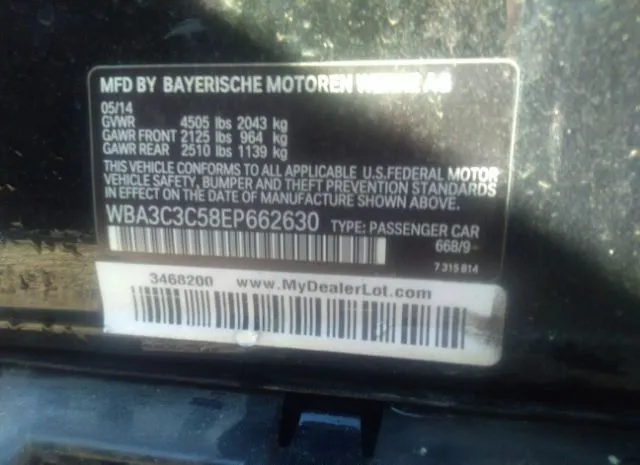 MFD BY BAYERISCHE MOTOREN WERKE AG
05/14
GVWR 4505 lbs 2043 kg
GAWR FRONT 2125 lbs 964 kg
GAWR REAR 2510 lbs 1139 kg
THIS VEHICLE CONFORMS TO ALL APPLICABLE U.S.FEDERAL MOTOR
VEHICLE SAFETY, BUMPER AND THEFT PREVENTION STANDARDS
IN EFFECT ON THE DATE OF MANUFACTURE SHOWN ABOVE.
WBA3C3C58EP662630 TYPE: PASSENGER CAR
668/9
7 315 814
3468200 www.MyDealerLot.com